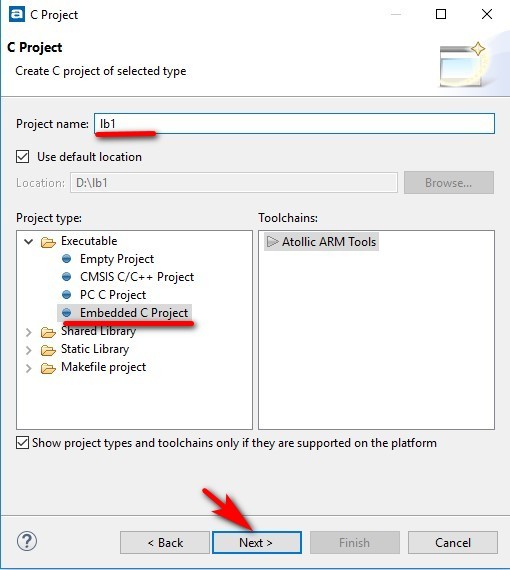 a C Project
C Project
Create C project of selected type
Project name: lb1
Use default location
Location: D:\lb1 Browse...
Project type: Toolchains:
Executable Atollic ARM Tools
Empty Project
CMSIS C/C++ Project
PC C Project
Embedded C Project
Shared Library
Static Library
Makefile project
Show project types and toolchains only if they are supported on the platform
? < Back Next > Finish Cancel